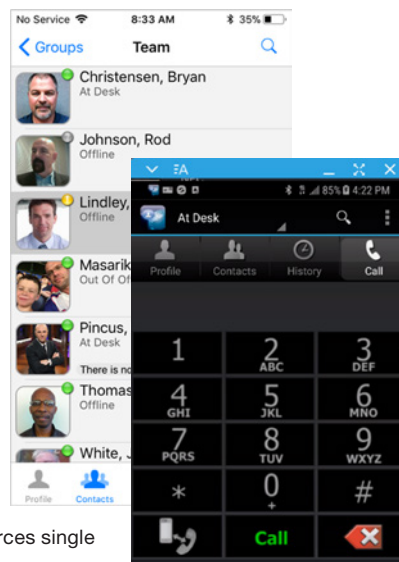 No Service 8:33 AM 35%
Groups Team
Christensen, Bryan
At Desk
Johnson, Rod
Offline
Lindley,
Offline
Masarik
Out Of Of
Pincus,
At Desk
There is no
Thomas
Offline
White, J
Profile Contacts
rces single
EA
85% 4:22 PM
At Desk
Profile Contacts History Call
1 2 3
ABC DEF
4 5 6
GHI JKL MNO
7 8 9
PQRS TUV WXYZ
* 0 #
+
Call